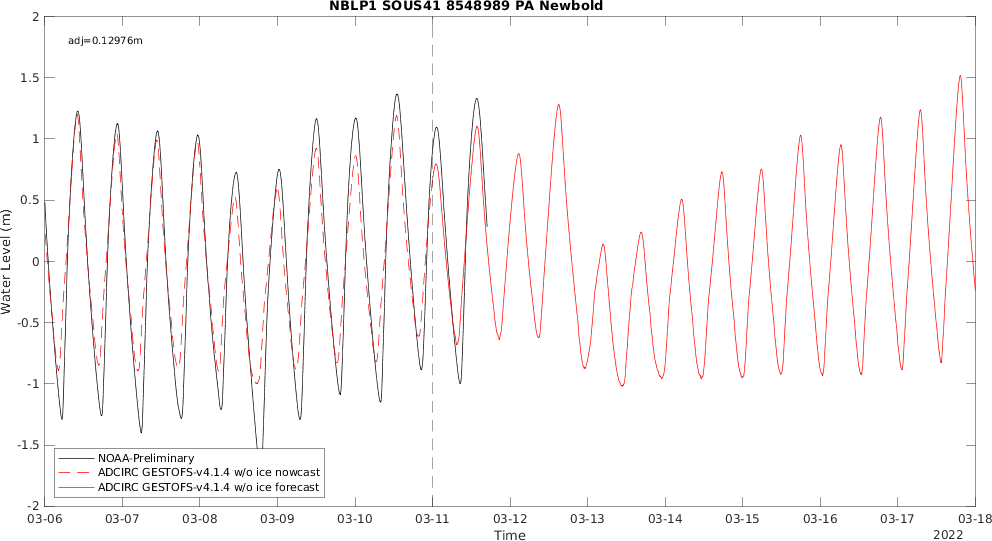 NBLP1 SOUS41 8548989 PA Newbold
adj=0.12976m
2
1.5
1
0.5
0
-0.5
-1
-1.5
-2
Water Level (m)
NOAA-Preliminary
ADCIRC GESTOFS-v4.1.4 w/o ice nowcast
ADCIRC GESTOFS-v4.1.4 w/o ice forecast
03-06 03-07 03-08 03-09 03-10 03-11 03-12 03-13 03-14 03-15 03-16 03-17 03-18
Time
2022